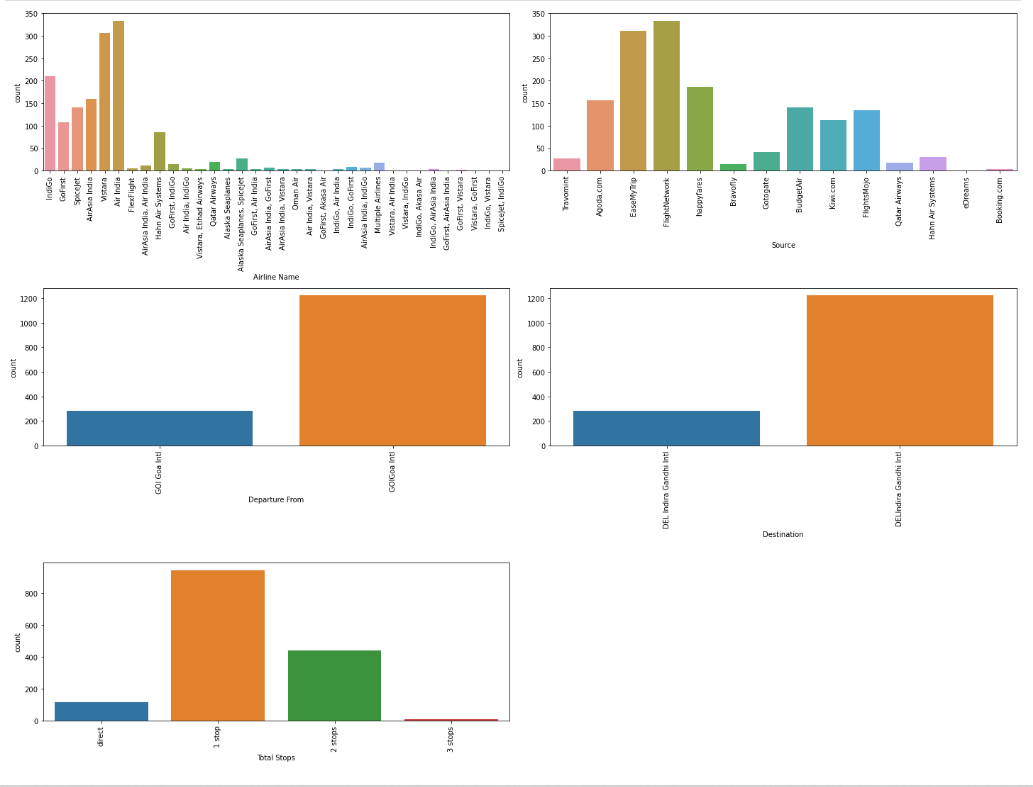 350
300
250
200
150
100
50
0
count
IndiGo
GoFirst
SpiceJet
AirAsia India
Vistara
Air India
FlexFlight
AirAsia India, Air India
Hahn Air Systems
GoFirst, IndiGo
Air India, IndiGo
Vistara, Etihad Airways
Qatar Airways
Alaska Seaplanes
Alaska Seaplanes, SpiceJet
GoFirst, Air India
AirAsia India, GoFirst
AirAsia India, Vistara
Oman Air
Air India, Vistara
GoFirst, Akasa Air
IndiGo, Air India
IndiGo, GoFirst
AirAsia India, IndiGo
Multiple Airlines
Vistara, Air India
Vistara, IndiGo
IndiGo, Akasa Air
IndiGo, AirAsia India
GoFirst, AirAsia India
GoFirst, Vistara
Vistara, GoFirst
IndiGo, Vistara
SpiceJet, IndiGo
Airline Name
350
300
250
200
150
100
50
0
count
Travomint
Agoda.com
EaseMyTrip
FlightNetwork
happyfares
Bravofly
Gotogate
BudgetAir
Kiwi.com
FlightsMojo
Qatar Airways
Hahn Air Systems
eDreams
Booking.com
Source
1200
1000
800
600
400
200
0
count
GOI Goa Intl
GOIGoa Intl
Departure From
1200
1000
800
600
400
200
0
count
DEL Indira Gandhi Intl
DELIndira Gandhi Intl
Destination
800
600
400
200
0
count
direct
1 stop
2 stops
3 stops
Total Stops